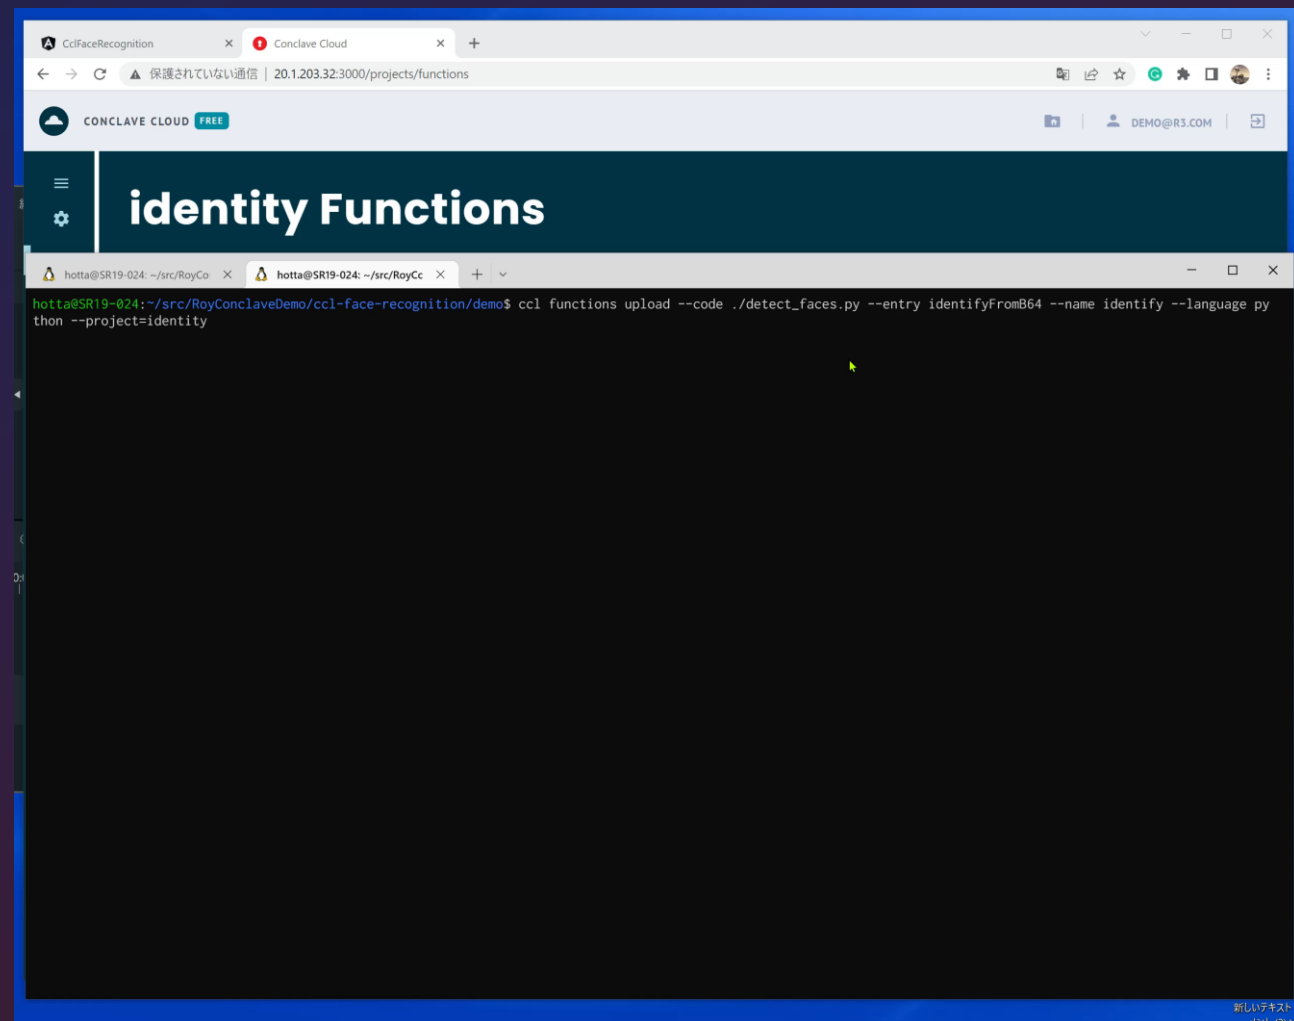 CclFaceRecognition
Conclave Cloud
保護されていない通信 | 20.1.203.32:3000/projects/functions
CONCLAVE CLOUD FREE
DEMO@R3.COM
identity Functions
hotta@SR19-024: ~/src/RoyCo
hotta@SR19-024: ~/src/RoyCc
hotta@SR19-024:~/src/RoyConclaveDemo/ccl-face-recognition/demo$ ccl functions upload --code ./detect_faces.py --entry identifyFromB64 --name identify --language py
thon --project=identity
新しいテキスト